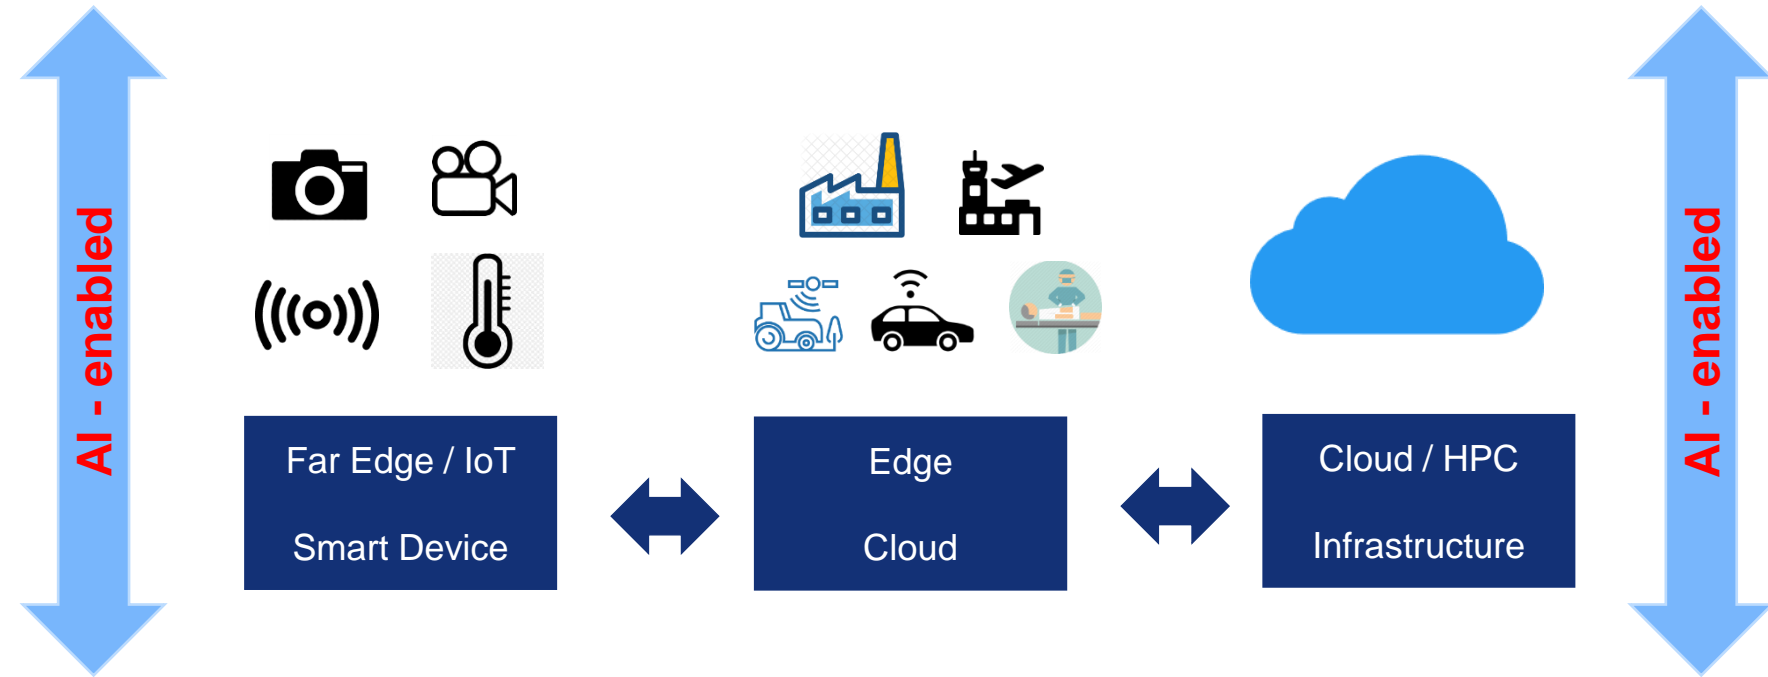 AI - enabled
Far Edge / IoT
Smart Device
Edge
Cloud
Cloud / HPC
Infrastructure
AI - enabled